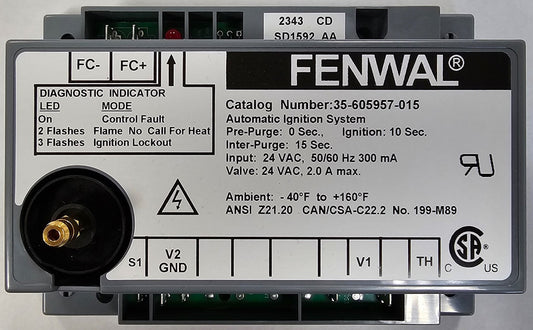 2343 CD
SD1592 AA
FC- FC+
FENWAL®
DIAGNOSTIC INDICATOR
LED MODE
On Control Fault
2 Flashes Flame No Call For Heat
3 Flashes Ignition Lockout
Catalog Number:35-605957-015
Automatic Ignition System
Pre-Purge: 0 Sec., Ignition: 10 Sec.
Inter-Purge: 15 Sec.
Input: 24 VAC, 50/60 Hz 300 mA
Valve: 24 VAC, 2.0 A max.
Ambient: - 40°F to +160°F
ANSI Z21.20 CAN/CSA-C22.2 No. 199-M89
S1 V2 GND V1 TH
C US